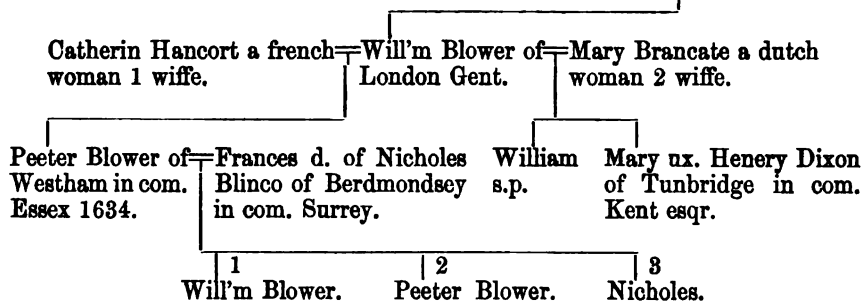 Catherin Hancort a french Will'm Blower of Mary Brancate a dutch
woman 1 wiffe. London Gent. woman 2 wiffe.
Peeter Blower of Frances d. of Nicholes William Mary ux. Henery Dixon
Westham in com. Blinco of Berdmondsey s.p. of Tunbridge in com.
Essex 1634. in com. Surrey. Kent esqr.
1 2 3
Will'm Blower. Peeter Blower. Nicholes.